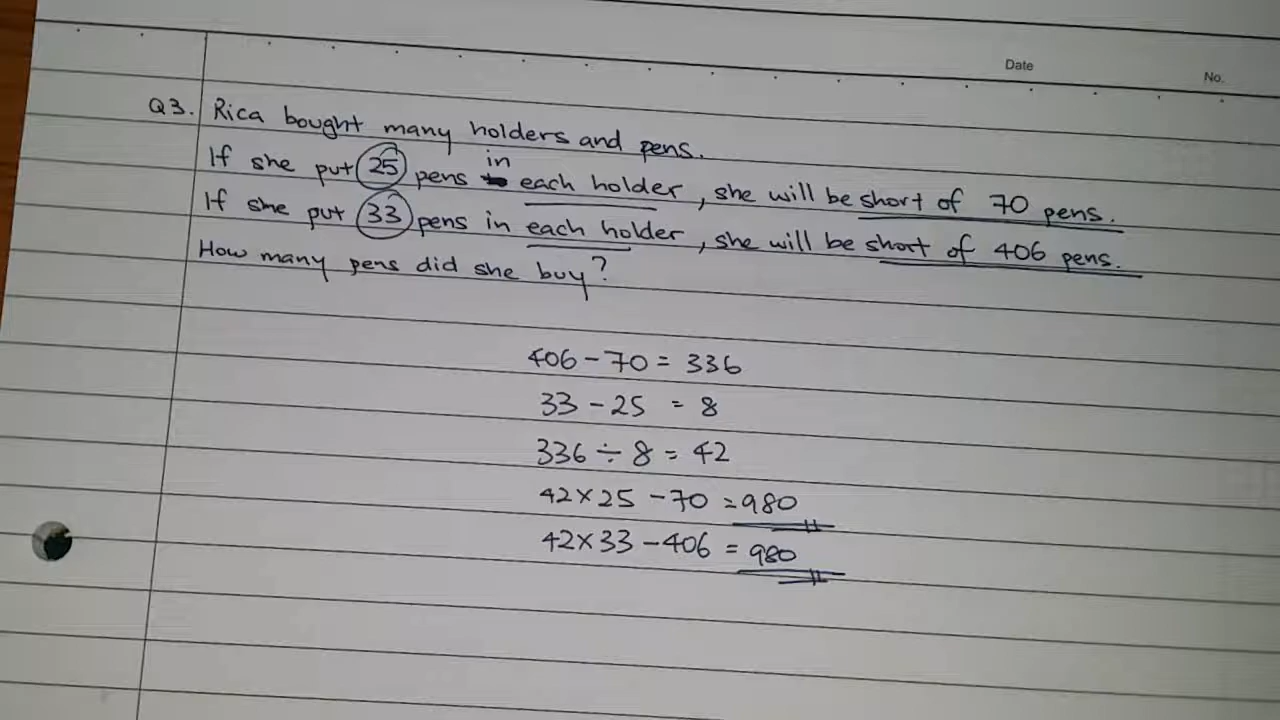 Date
No.
Q3. Rica bought many holders and pens.
If she put 25 pens in each holder, she will be short of 70 pens.
If she put 33 pens in each holder, she will be short of 406 pens.
How many pens did she buy?
406 - 70 = 336
33 - 25 = 8
336 ÷ 8 = 42
42 × 25 - 70 = 980
42 × 33 - 406 = 980